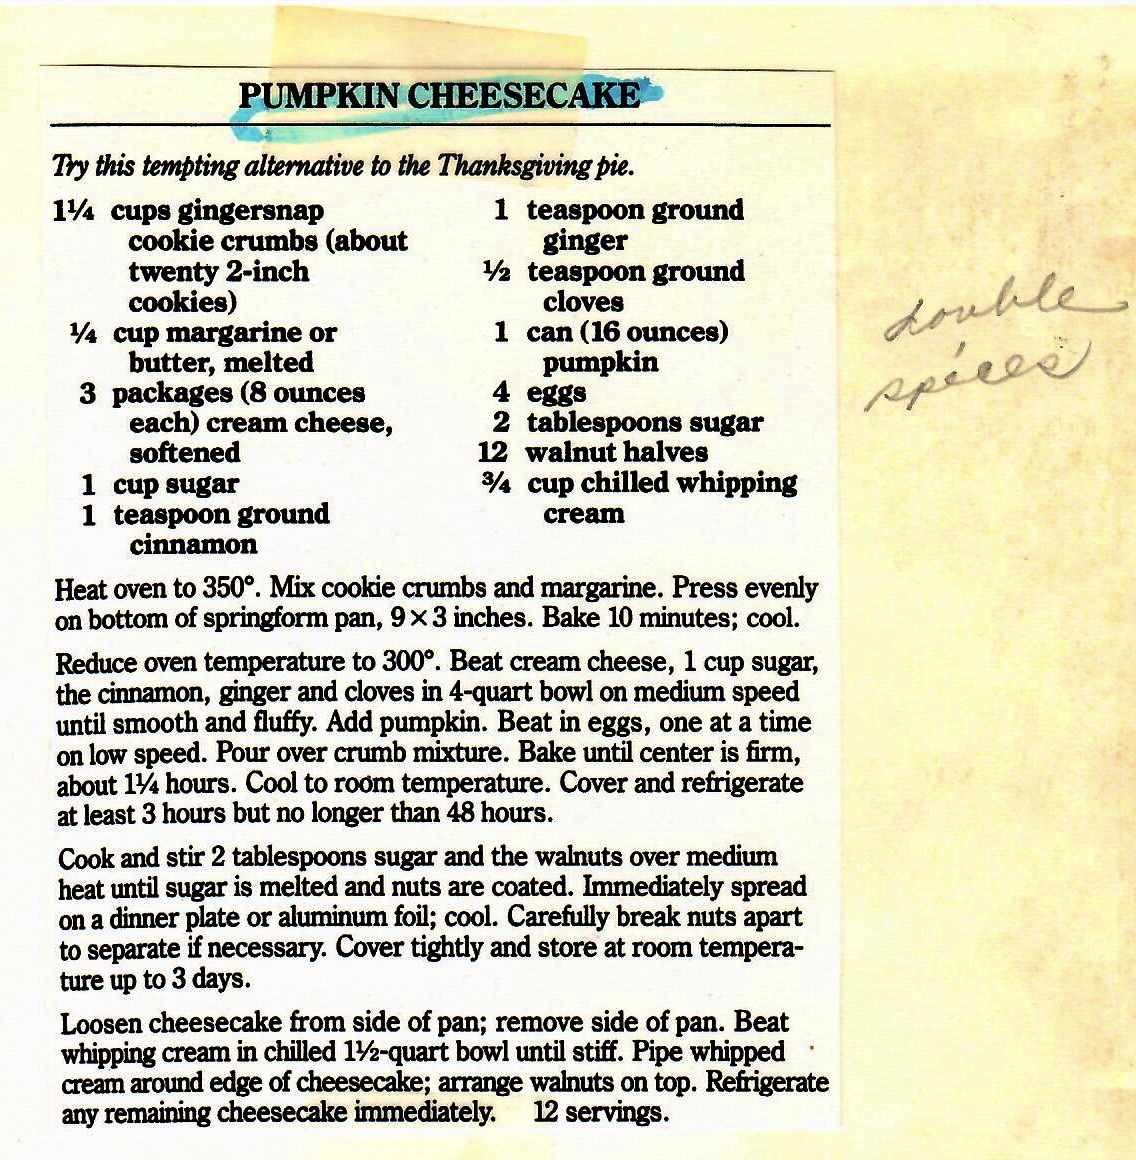 PUMPKIN CHEESECAKE
Try this tempting alternative to the Thanksgiving pie.
1¼ cups gingersnap
cookie crumbs (about
twenty 2-inch
cookies)
¼ cup margarine or
butter, melted
3 packages (8 ounces
each) cream cheese,
softened
1 cup sugar
1 teaspoon ground
cinnamon
1 teaspoon ground
ginger
½ teaspoon ground
cloves
1 can (16 ounces)
pumpkin
4 eggs
2 tablespoons sugar
12 walnut halves
¾ cup chilled whipping
cream
double
spices
Heat oven to 350°. Mix cookie crumbs and margarine. Press evenly
on bottom of springform pan, 9 × 3 inches. Bake 10 minutes; cool.
Reduce oven temperature to 300°. Beat cream cheese, 1 cup sugar,
the cinnamon, ginger and cloves in 4-quart bowl on medium speed
until smooth and fluffy. Add pumpkin. Beat in eggs, one at a time
on low speed. Pour over crumb mixture. Bake until center is firm,
about 1¼ hours. Cool to room temperature. Cover and refrigerate
at least 3 hours but no longer than 48 hours.
Cook and stir 2 tablespoons sugar and the walnuts over medium
heat until sugar is melted and nuts are coated. Immediately spread
on a dinner plate or aluminum foil; cool. Carefully break nuts apart
to separate if necessary. Cover tightly and store at room tempera-
ture up to 3 days.
Loosen cheesecake from side of pan; remove side of pan. Beat
whipping cream in chilled 1½-quart bowl until stiff. Pipe whipped
cream around edge of cheesecake; arrange walnuts on top. Refrigerate
any remaining cheesecake immediately. 12 servings.